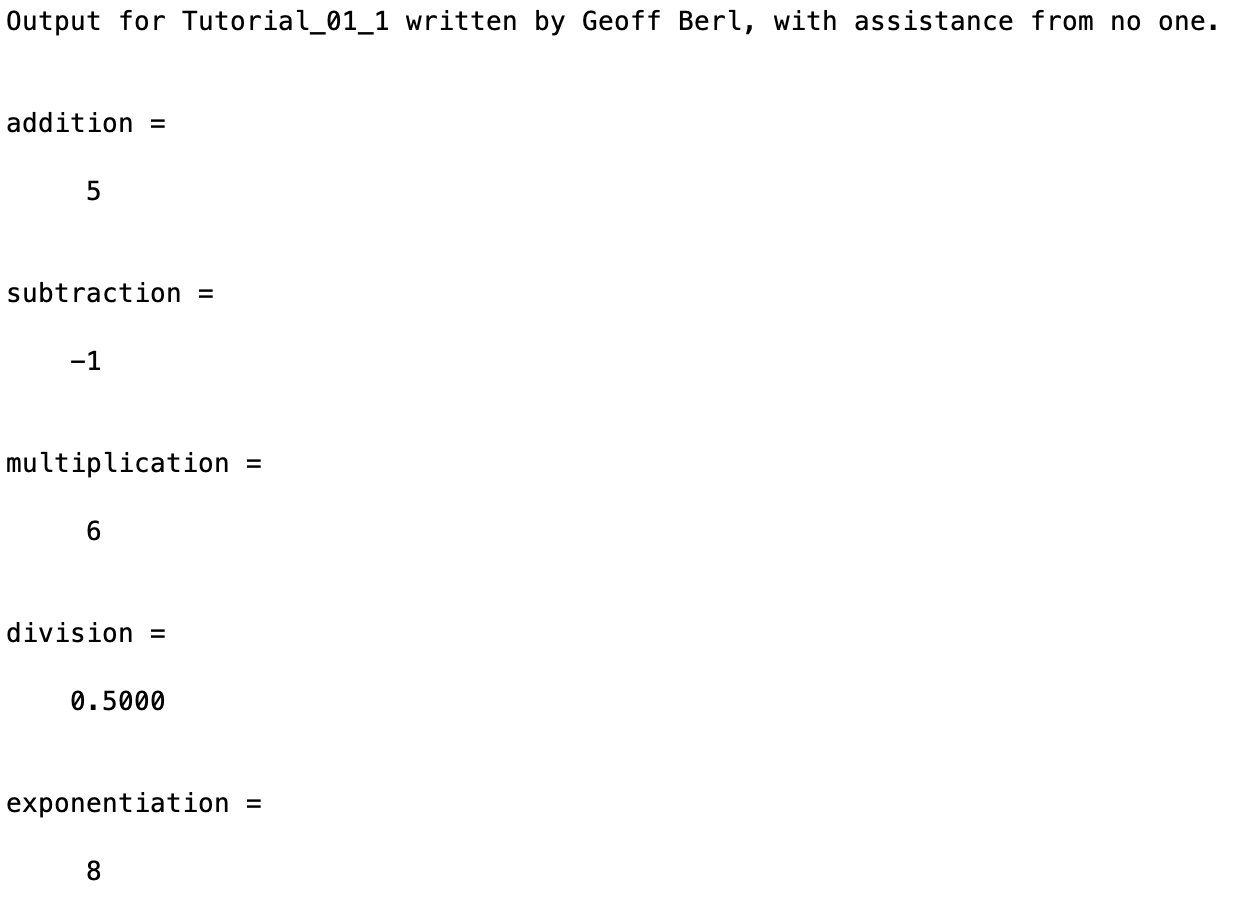 Output for Tutorial_01_1 written by Geoff Berl, with assistance from no one.
addition =
5
subtraction =
-1
multiplication =
6
division =
0.5000
exponentiation =
8